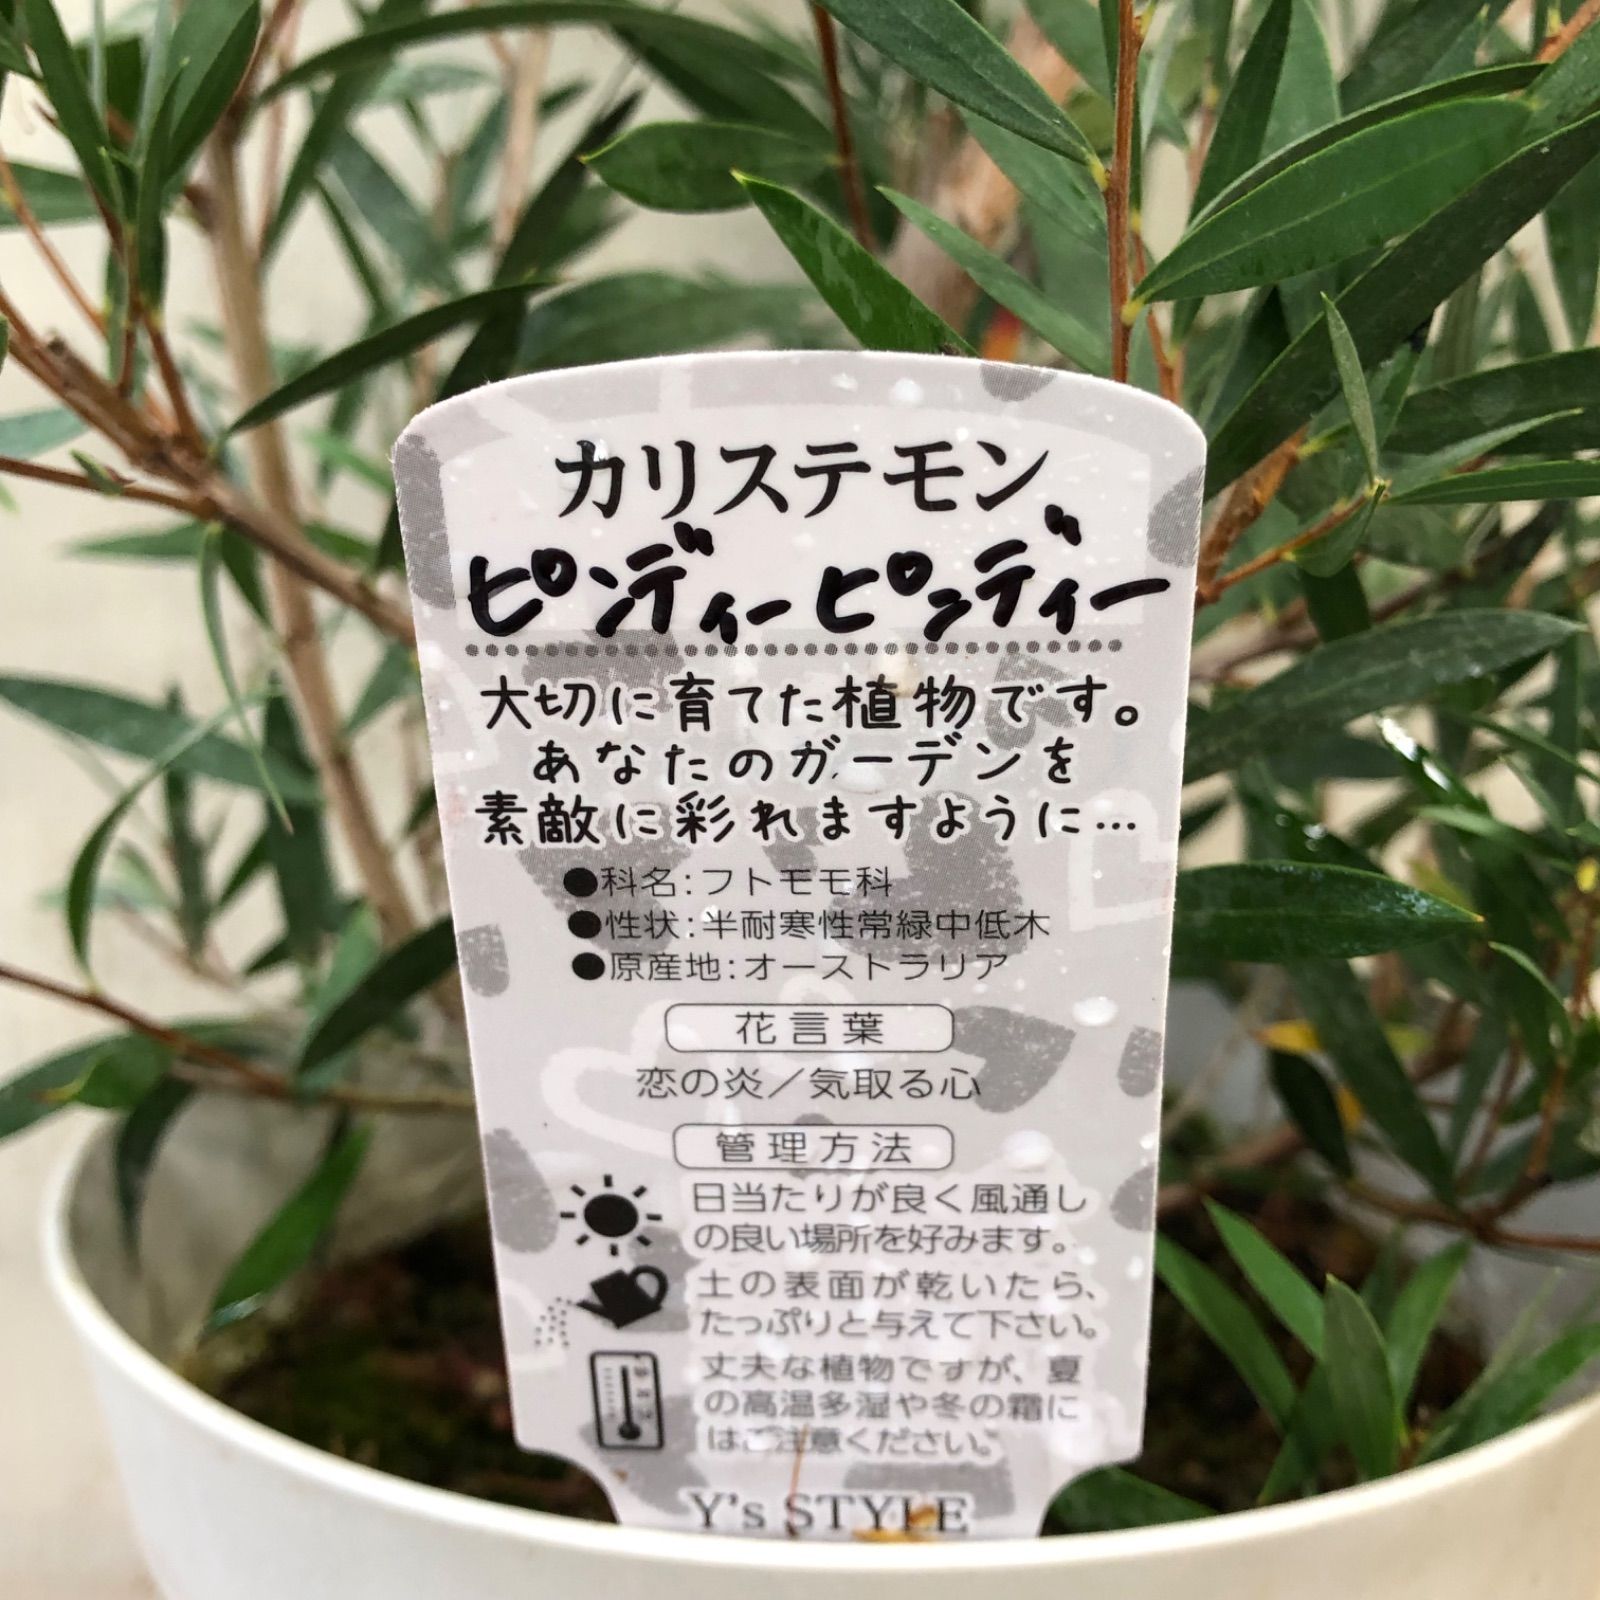 カリステモン
ピンディーピンディー
大切に育てた植物です。
あなたのガーデンを
素敵に彩れますように…
●科名:フトモモ科
●性状:半耐寒性常緑中低木
●原産地:オーストラリア
花言葉
恋の炎／気取る心
管理方法
日当たりが良く風通し
の良い場所を好みます。
土の表面が乾いたら、
たっぷりと与えて下さい。
丈夫な植物ですが、夏
の高温多湿や冬の霜に
はご注意ください。
Y's STYLE